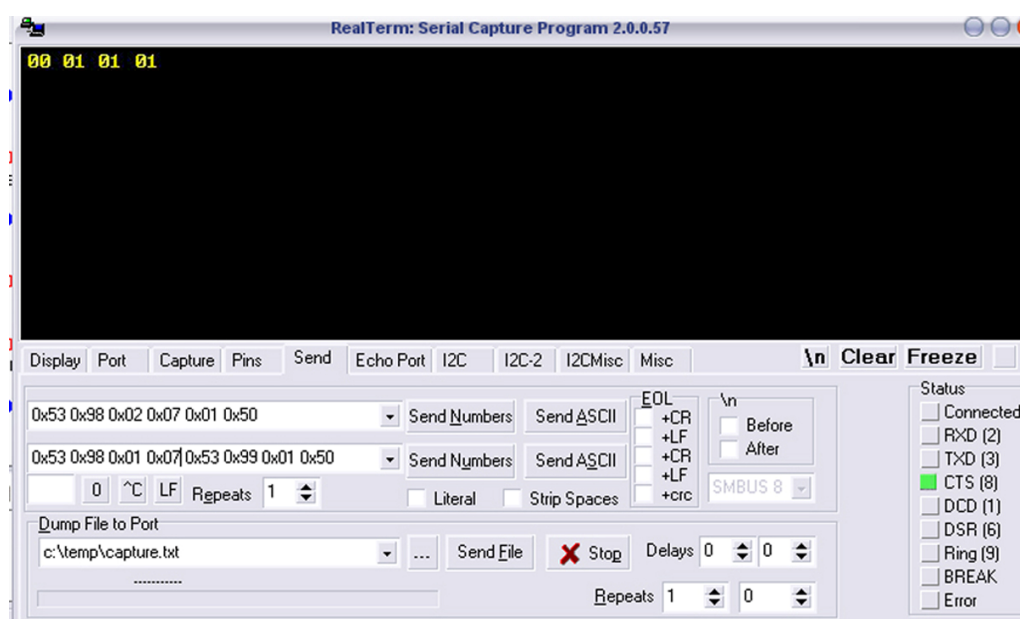 RealTerm: Serial Capture Program 2.0.0.57
00 01 01 01
Display Port Capture Pins Send Echo Port I2C I2C-2 I2CMisc Misc \n Clear Freeze
0x53 0x98 0x02 0x07 0x01 0x50 Send Numbers Send ASCII
0x53 0x98 0x01 0x07 0x53 0x99 0x01 0x50 Send Numbers Send ASCII
0 ^C LF Repeats 1 Literal Strip Spaces
EOL
+CR
+LF
+CR
+LF
+crc
\n
Before
After
SMBUS 8
Dump File to Port
c:\temp\capture.txt ... Send File Stop Delays 0 0
Repeats 1 0
Status
Connected
RXD (2)
TXD (3)
CTS (8)
DCD (1)
DSR (6)
Ring (9)
BREAK
Error